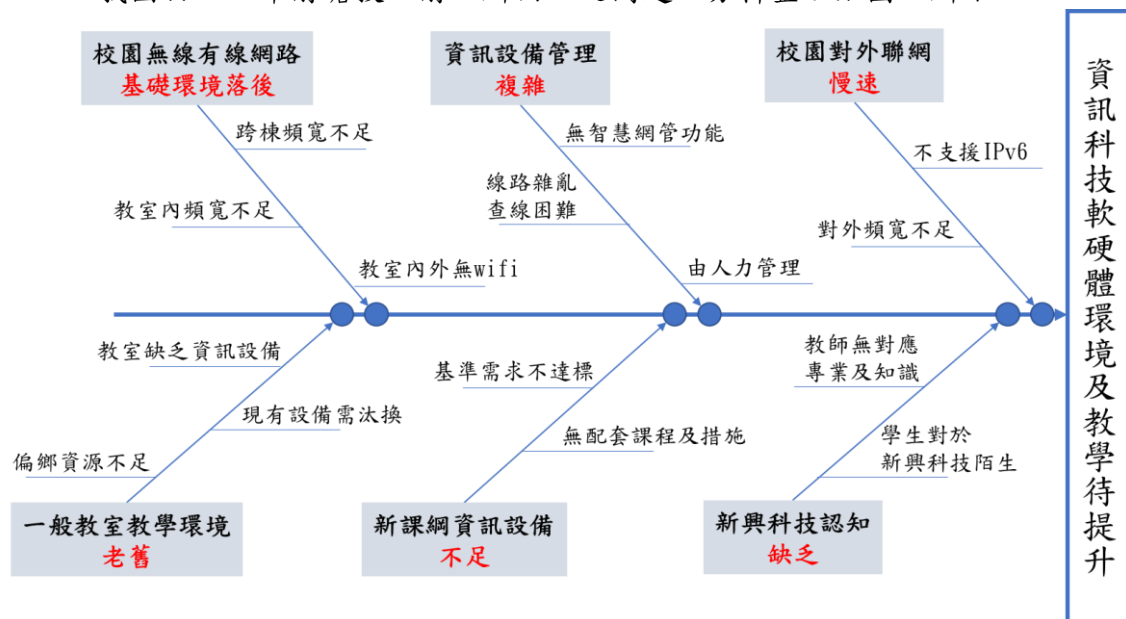 校園無線有線網路
基礎環境落後
資訊設備管理
複雜
校園對外聯網
慢速
跨棟頻寬不足
教室內頻寬不足
教室內外無wifi
無智慧網管功能
線路雜亂
查線困難
由人力管理
不支援IPv6
對外頻寬不足
教室缺乏資訊設備
現有設備需汰換
偏鄉資源不足
一般教室教學環境
老舊
基準需求不達標
無配套課程及措施
新課綱資訊設備
不足
教師無對應
專業及知識
學生對於
新興科技陌生
新興科技認知
缺乏
資訊科技軟硬體環境及教學待提升